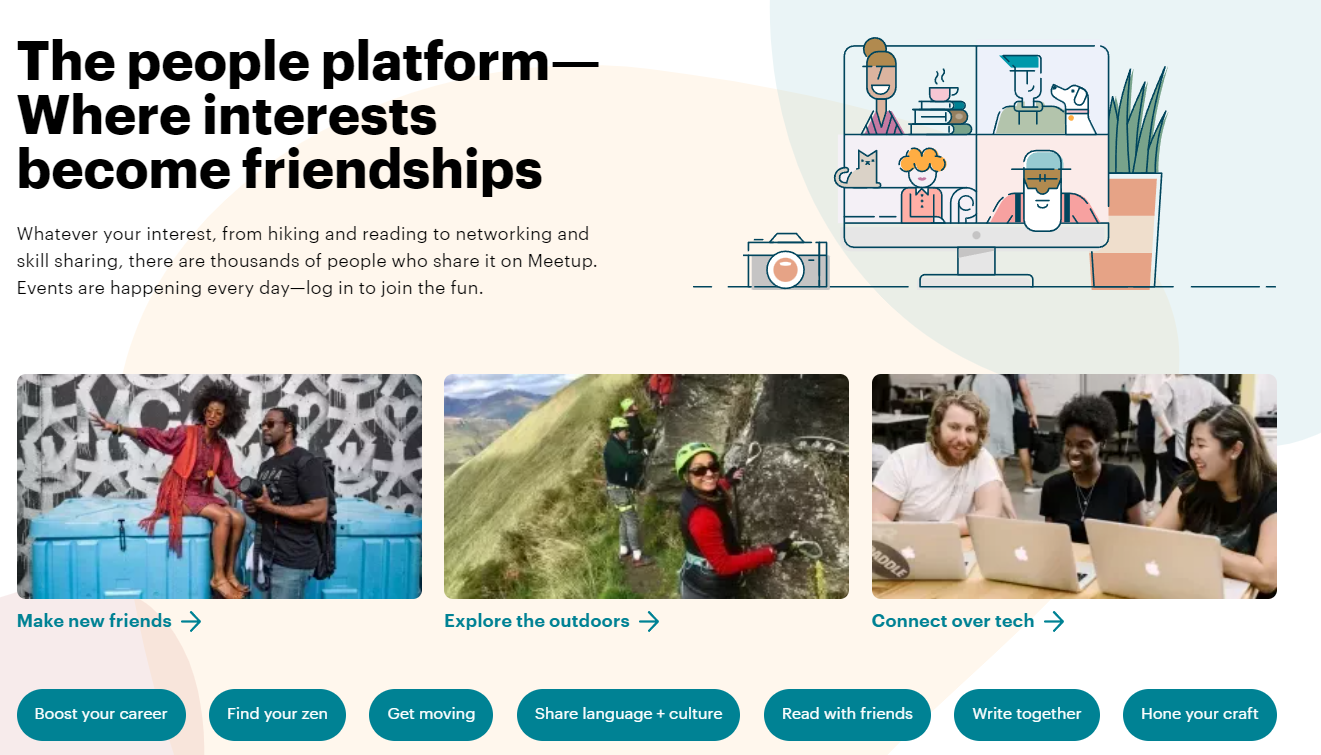 The people platform—
Where interests
become friendships
Whatever your interest, from hiking and reading to networking and
skill sharing, there are thousands of people who share it on Meetup.
Events are happening every day—log in to join the fun.
Make new friends
Explore the outdoors
Connect over tech
Boost your career
Find your zen
Get moving
Share language + culture
Read with friends
Write together
Hone your craft